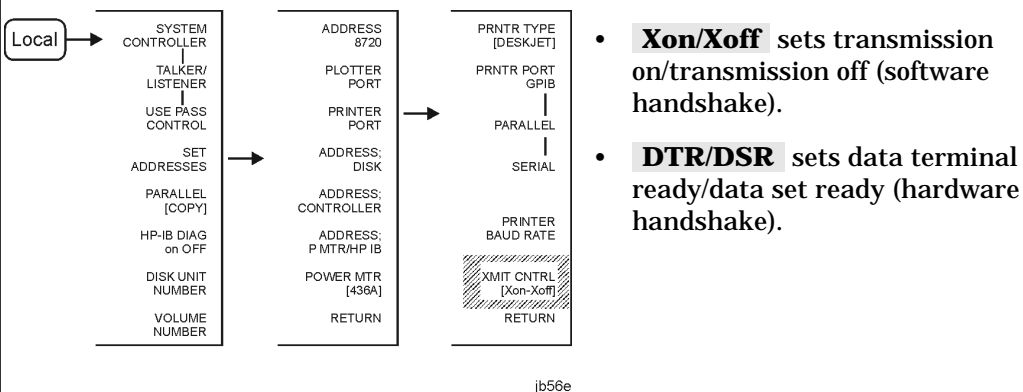 Local
SYSTEM
CONTROLLER
TALKER/
LISTENER
USE PASS
CONTROL
SET
ADDRESSES
PARALLEL
[COPY]
HP-IB DIAG
on OFF
DISK UNIT
NUMBER
VOLUME
NUMBER
ADDRESS
8720
PLOTTER
PORT
PRINTER
PORT
ADDRESS;
DISK
ADDRESS;
CONTROLLER
ADDRESS;
P MTR/HP IB
POWER MTR
[436A]
RETURN
PRNTR TYPE
[DESKJET]
PRNTR PORT
GPIB
PARALLEL
SERIAL
PRINTER
BAUD RATE
XMIT CNTRL
[Xon-Xoff]
RETURN
jb56e
• Xon/Xoff sets transmission
on/transmission off (software
handshake).
• DTR/DSR sets data terminal
ready/data set ready (hardware
handshake).